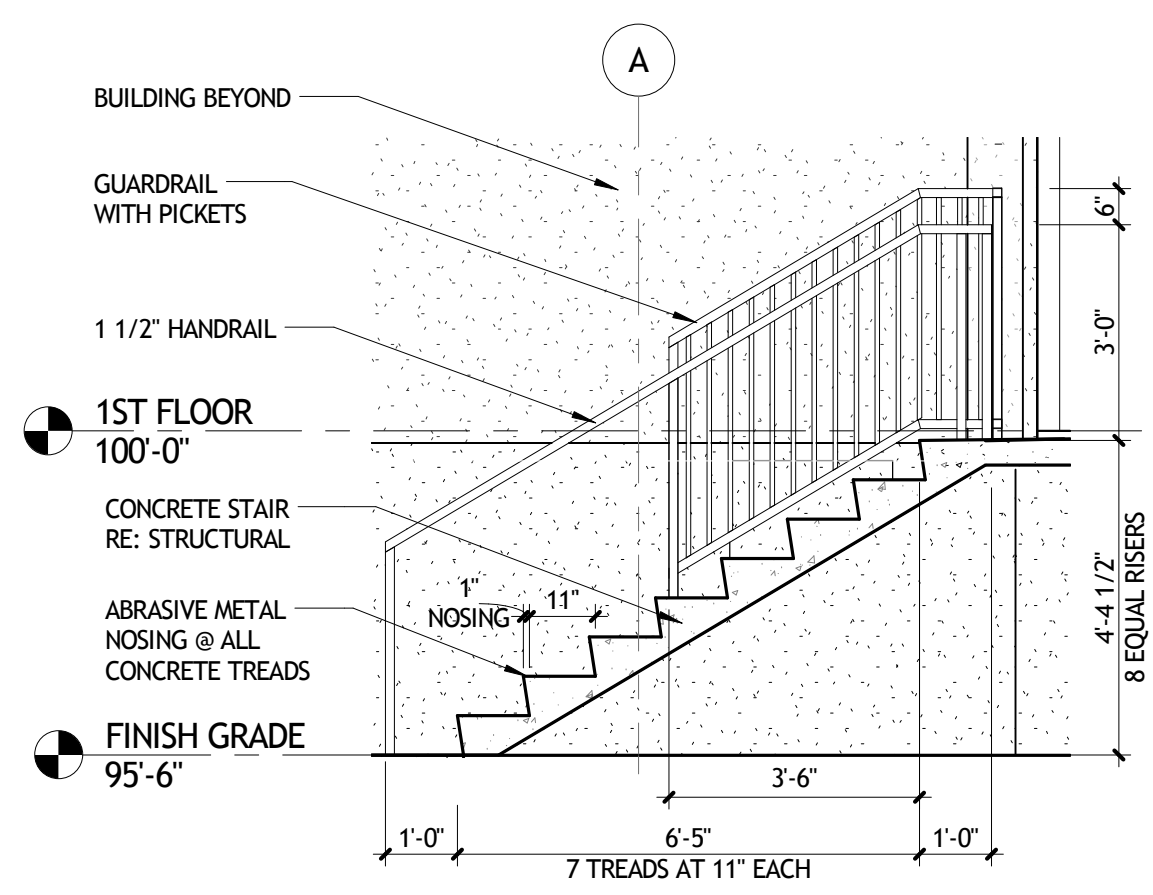 A
BUILDING BEYOND
GUARDRAIL
WITH PICKETS
6"
3'-0"
1 1/2" HANDRAIL
1ST FLOOR
100'-0"
CONCRETE STAIR
RE: STRUCTURAL
1"
NOSING
11"
ABRASIVE METAL
NOSING @ ALL
CONCRETE TREADS
4'-4 1/2"
8 EQUAL RISERS
FINISH GRADE
95'-6"
3'-6"
1'-0"
6'-5"
1'-0"
7 TREADS AT 11" EACH